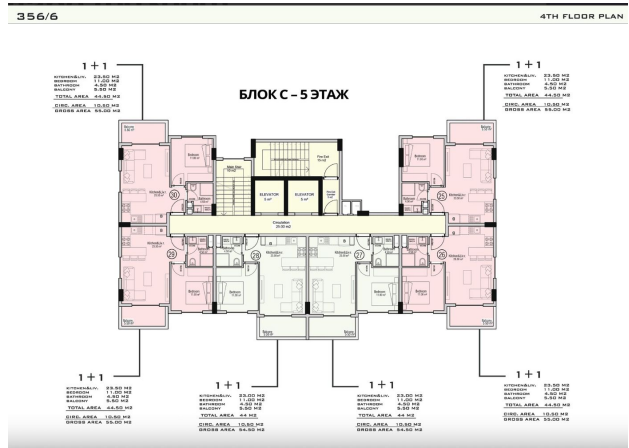 356/6
4TH FLOOR PLAN
БЛОК C – 5 ЭТАЖ
1+1
KITCHEN&LIV. 23.50 M2
BEDROOM 11.00 M2
BATHROOM 4.50 M2
BALCONY 5.50 M2
TOTAL AREA 44.50 M2
CIRC. AREA 10.50 M2
GROSS AREA 55.00 M2
1+1
KITCHEN&LIV. 23.50 M2
BEDROOM 11.00 M2
BATHROOM 4.50 M2
BALCONY 5.50 M2
TOTAL AREA 44.50 M2
CIRC. AREA 10.50 M2
GROSS AREA 55.00 M2
Fire Exit
ELEVATOR
ELEVATOR
Circulation
30
25
29
28
27
26
1+1
KITCHEN&LIV. 23.50 M2
BEDROOM 11.00 M2
BATHROOM 4.50 M2
BALCONY 5.50 M2
TOTAL AREA 44.50 M2
CIRC. AREA 10.50 M2
GROSS AREA 55.00 M2
1+1
KITCHEN&LIV. 23.00 M2
BEDROOM 11.00 M2
BATHROOM 4.50 M2
BALCONY 5.50 M2
TOTAL AREA 44 M2
CIRC. AREA 10.50 M2
GROSS AREA 54.50 M2
1+1
KITCHEN&LIV. 23.00 M2
BEDROOM 11.00 M2
BATHROOM 4.50 M2
BALCONY 5.50 M2
TOTAL AREA 44 M2
CIRC. AREA 10.50 M2
GROSS AREA 54.50 M2
1+1
KITCHEN&LIV. 23.50 M2
BEDROOM 11.00 M2
BATHROOM 4.50 M2
BALCONY 5.50 M2
TOTAL AREA 44.50 M2
CIRC. AREA 10.50 M2
GROSS AREA 55.00 M2